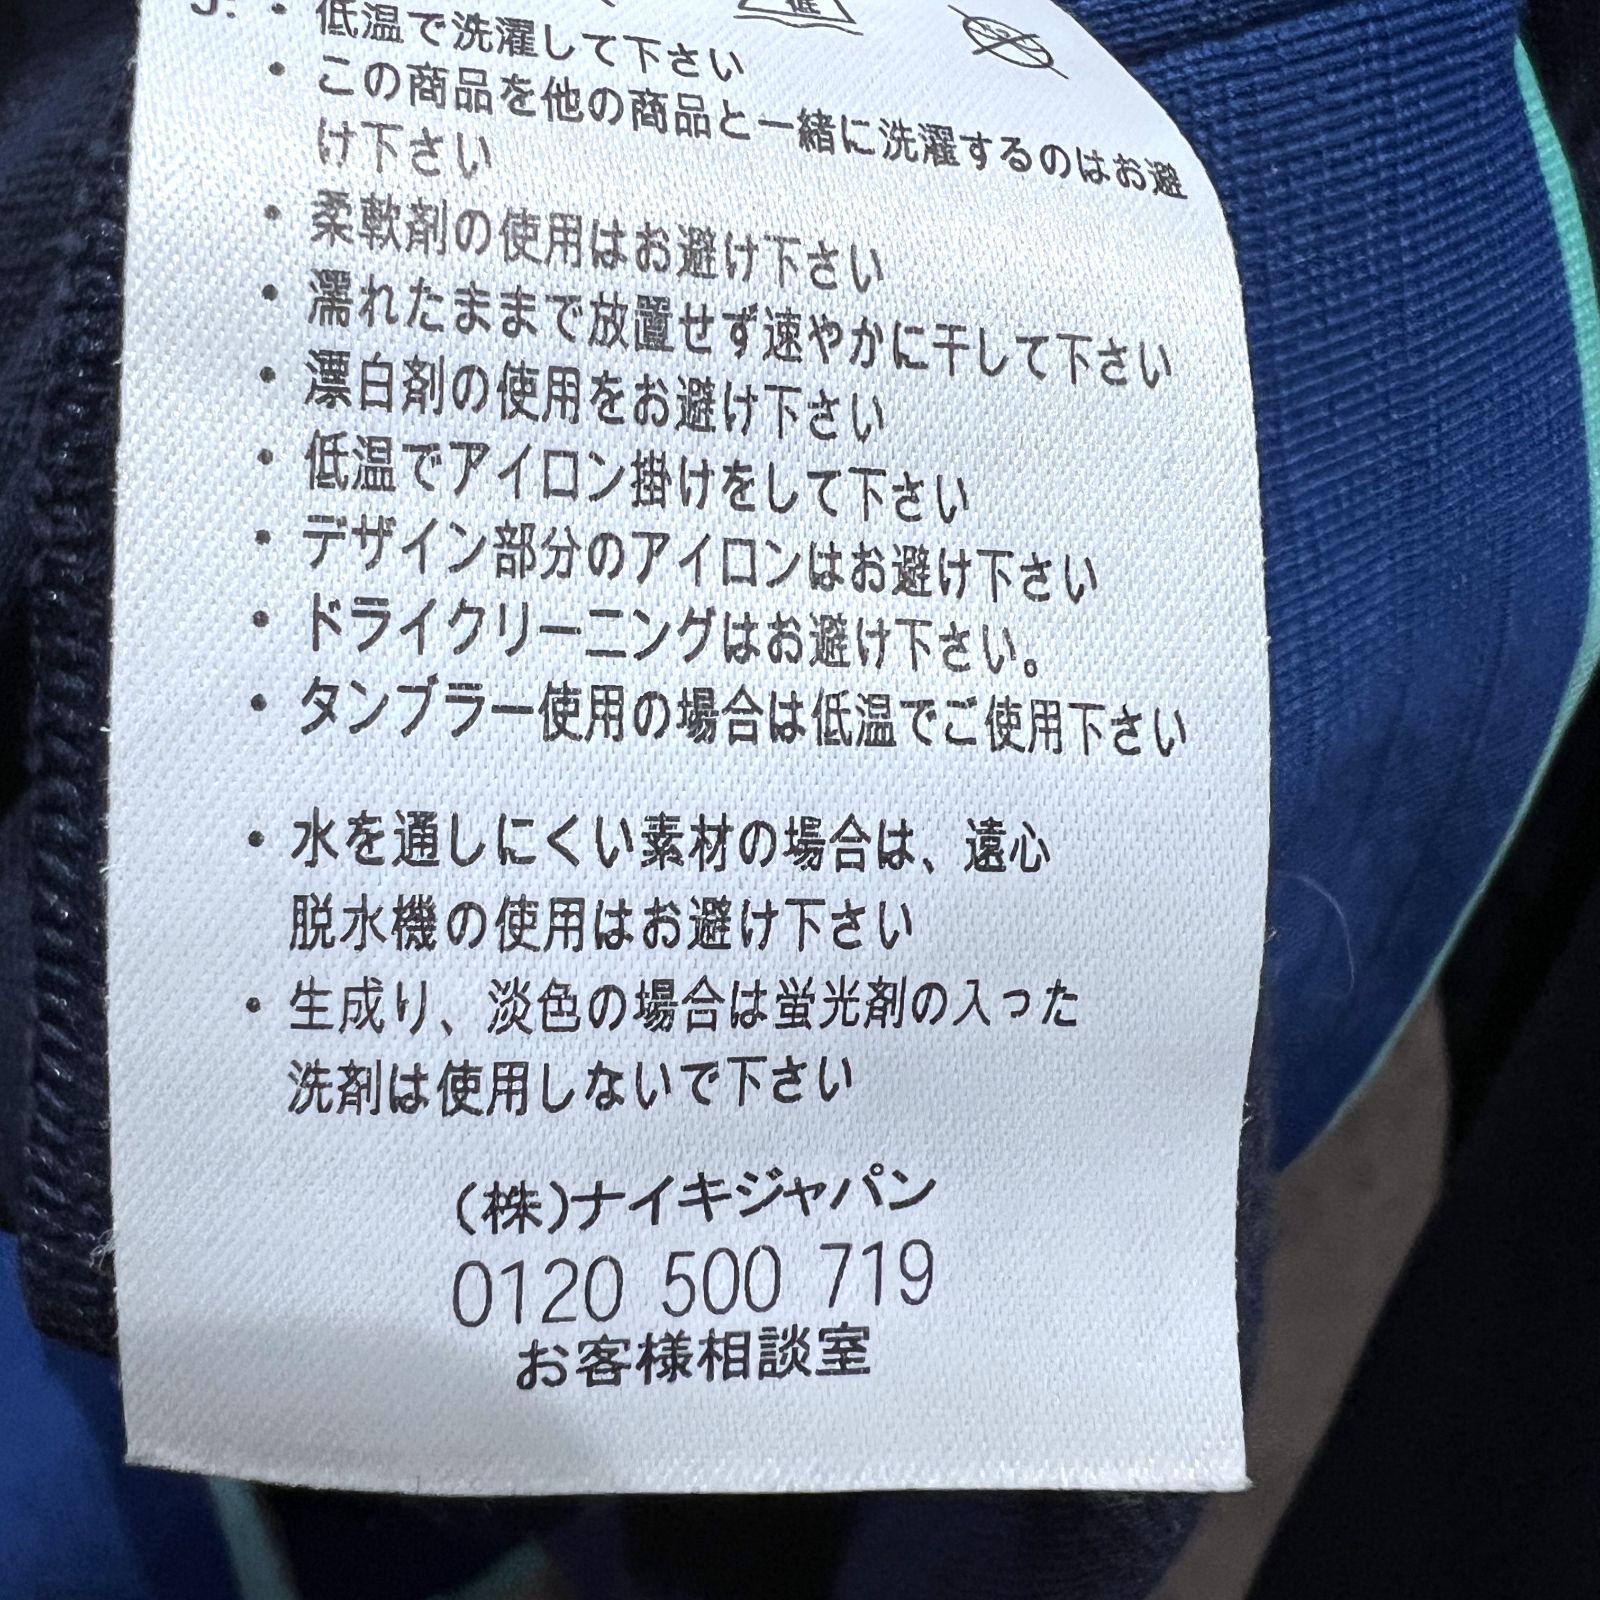 J: ・低温で洗濯して下さい
・この商品を他の商品と一緒に洗濯するのはお避
け下さい
・柔軟剤の使用はお避け下さい
・濡れたままで放置せず速やかに干して下さい
・漂白剤の使用をお避け下さい
・低温でアイロン掛けをして下さい
・デザイン部分のアイロンはお避け下さい
・ドライクリーニングはお避け下さい。
・タンブラー使用の場合は低温でご使用下さい
・水を通しにくい素材の場合は、遠心
脱水機の使用はお避け下さい
・生成り、淡色の場合は蛍光剤の入った
洗剤は使用しないで下さい
(株)ナイキジャパン
0120 500 719
お客様相談室